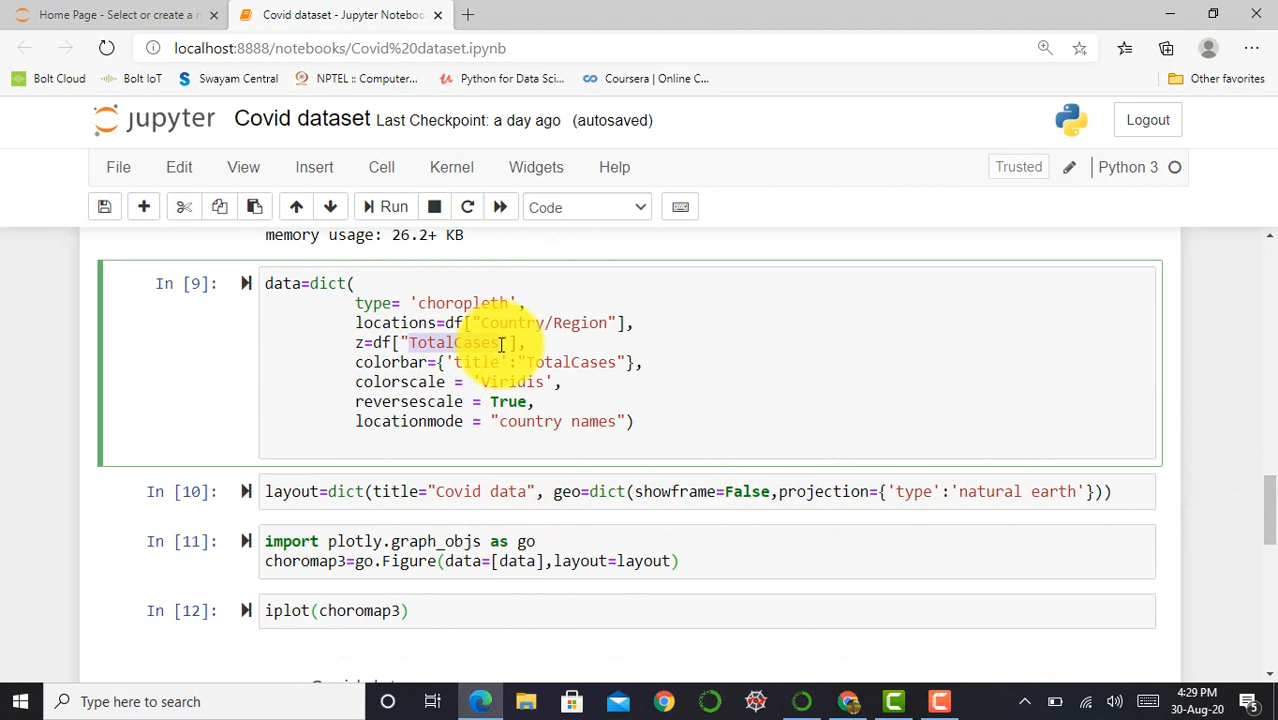 Home Page - Select or create a n
Covid dataset - Jupyter Notebook
localhost:8888/notebooks/Covid%20dataset.ipynb
Bolt Cloud
Bolt IoT
Swayam Central
NPTEL :: Computer...
Python for Data Sci...
Coursera | Online C...
Other favorites
jupyter Covid dataset Last Checkpoint: a day ago (autosaved)
Logout
File Edit View Insert Cell Kernel Widgets Help
Trusted
Python 3
Run
Code
memory usage: 26.2+ KB
In [9]:
data=dict(
type= 'choropleth',
locations=df["Country/Region"],
z=df["TotalCases"],
colorbar={'title':"TotalCases"},
colorscale = 'Viridis',
reversescale = True,
locationmode = "country names")
In [10]: layout=dict(title="Covid data", geo=dict(showframe=False,projection={'type':'natural earth'}))
In [11]: import plotly.graph_objs as go
choromap3=go.Figure(data=[data],layout=layout)
In [12]: iplot(choromap3)
Type here to search
4:29 PM
30-Aug-20
5